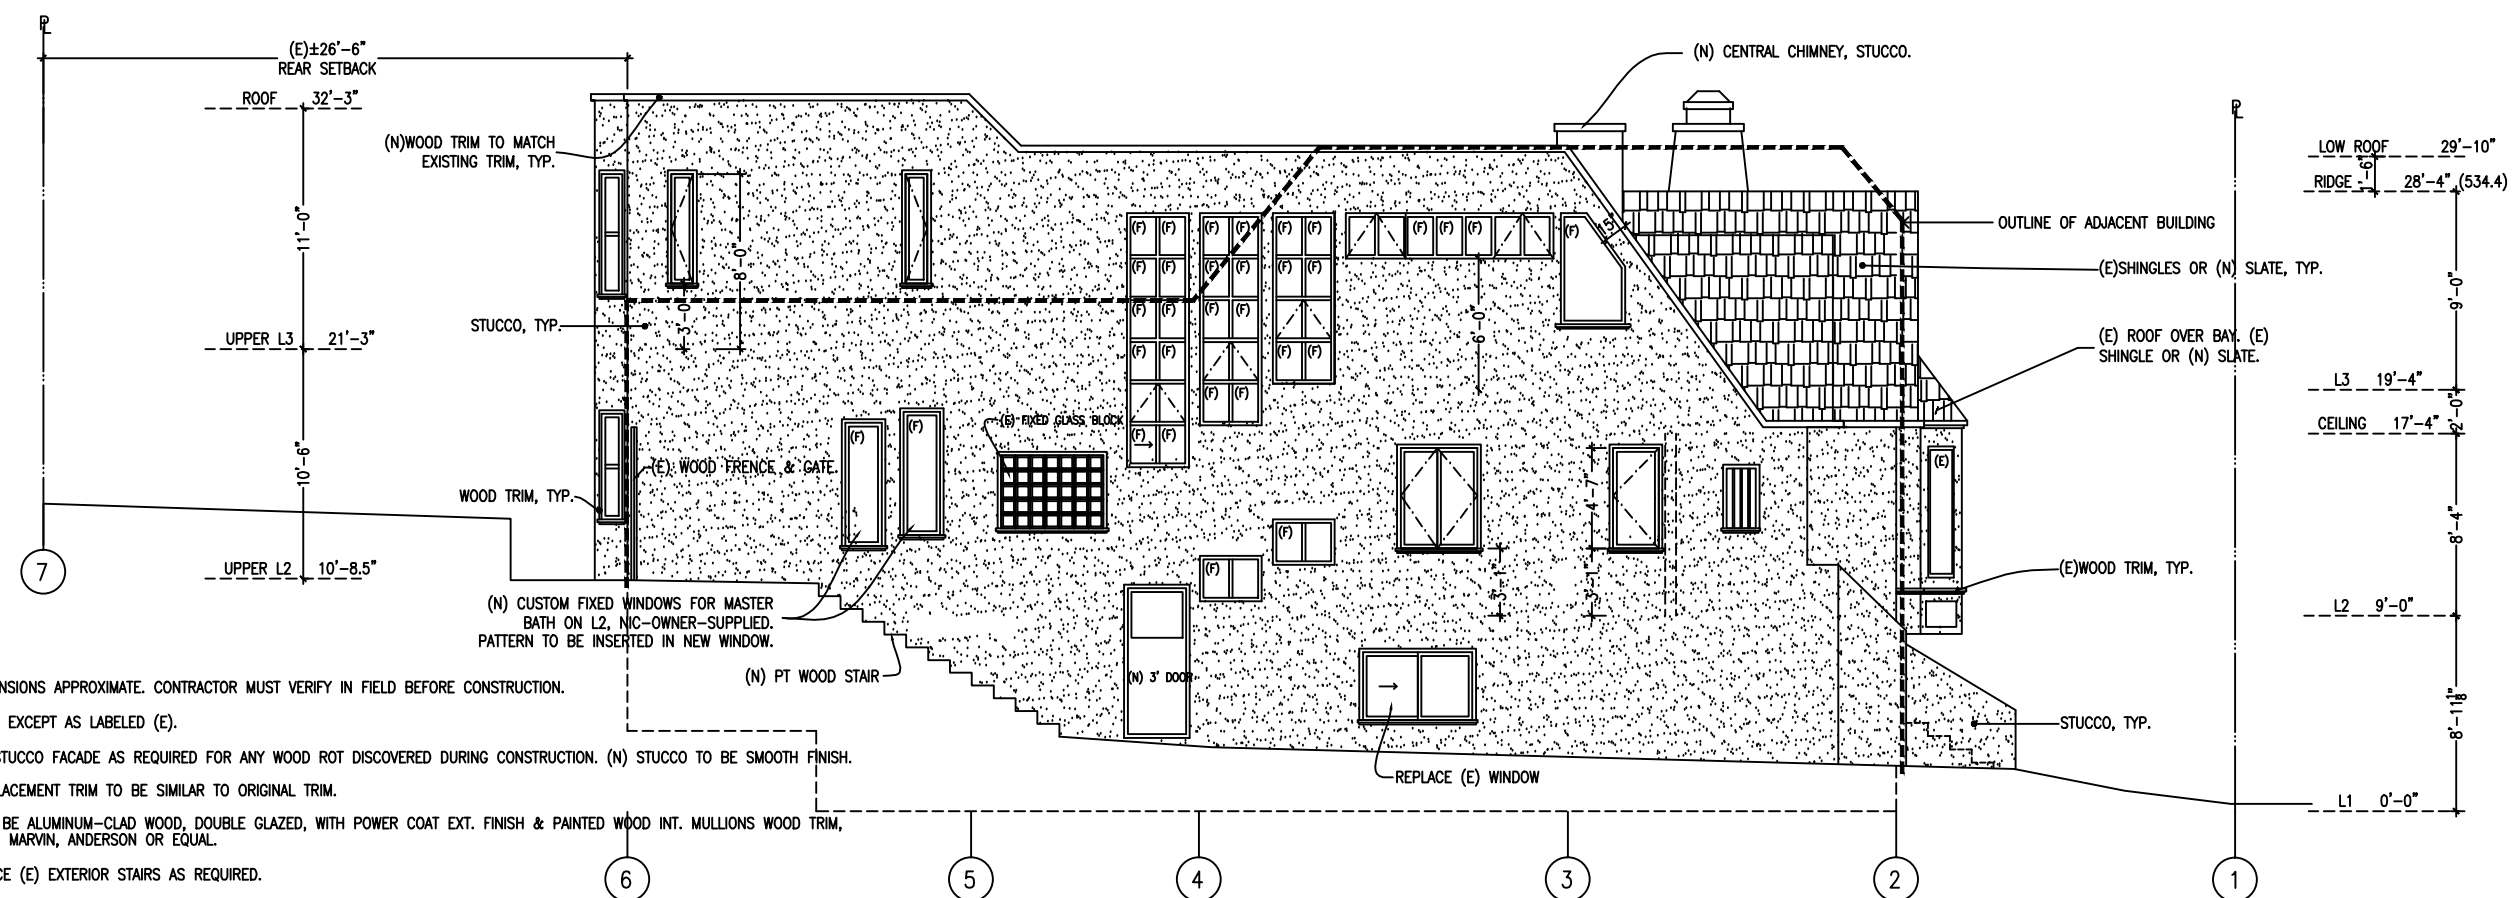 PL
(E)±26'-6"
REAR SETBACK
ROOF 32'-3"
11'-0"
UPPER L3 21'-3"
10'-6"
UPPER L2 10'-8.5"
7
(N)WOOD TRIM TO MATCH
EXISTING TRIM, TYP.
STUCCO, TYP.
WOOD TRIM, TYP.
(E) WOOD FRENCE & GATE.
3'-0"
8'-0"
(F)
(F)
(E) FIXED GLASS BLOCK
(N) CUSTOM FIXED WINDOWS FOR MASTER
BATH ON L2, NIC-OWNER-SUPPLIED.
PATTERN TO BE INSERTED IN NEW WINDOW.
(N) PT WOOD STAIR
(F) (F) (F) (F) (F) (F) (F) (F) (F) (F)
(F) (F) (F) (F) (F) (F)
(F) (F) (F) (F)
(F) (F) (F) (F) (F) (F)
(F) (F)
(F) (F)
(F)
(F)
6'-0"
1.5'
4'-7"
3'-1"
3'-1"
(N) 3' DOOR
REPLACE (E) WINDOW
(N) CENTRAL CHIMNEY, STUCCO.
OUTLINE OF ADJACENT BUILDING
(E)SHINGLES OR (N) SLATE, TYP.
(E) ROOF OVER BAY. (E)
SHINGLE OR (N) SLATE.
(E)
(E)WOOD TRIM, TYP.
STUCCO, TYP.
PL
LOW ROOF 29'-10"
1'-6"
RIDGE 28'-4" (534.4)
9'-0"
L3 19'-4"
2'-0"
CEILING 17'-4"
8'-4"
L2 9'-0"
8'-11 1/8"
L1 0'-0"
NSIONS APPROXIMATE. CONTRACTOR MUST VERIFY IN FIELD BEFORE CONSTRUCTION.
EXCEPT AS LABELED (E).
STUCCO FACADE AS REQUIRED FOR ANY WOOD ROT DISCOVERED DURING CONSTRUCTION. (N) STUCCO TO BE SMOOTH FINISH.
LACEMENT TRIM TO BE SIMILAR TO ORIGINAL TRIM.
BE ALUMINUM-CLAD WOOD, DOUBLE GLAZED, WITH POWER COAT EXT. FINISH & PAINTED WOOD INT. MULLIONS WOOD TRIM,
MARVIN, ANDERSON OR EQUAL.
CE (E) EXTERIOR STAIRS AS REQUIRED.
6 5 4 3 2 1